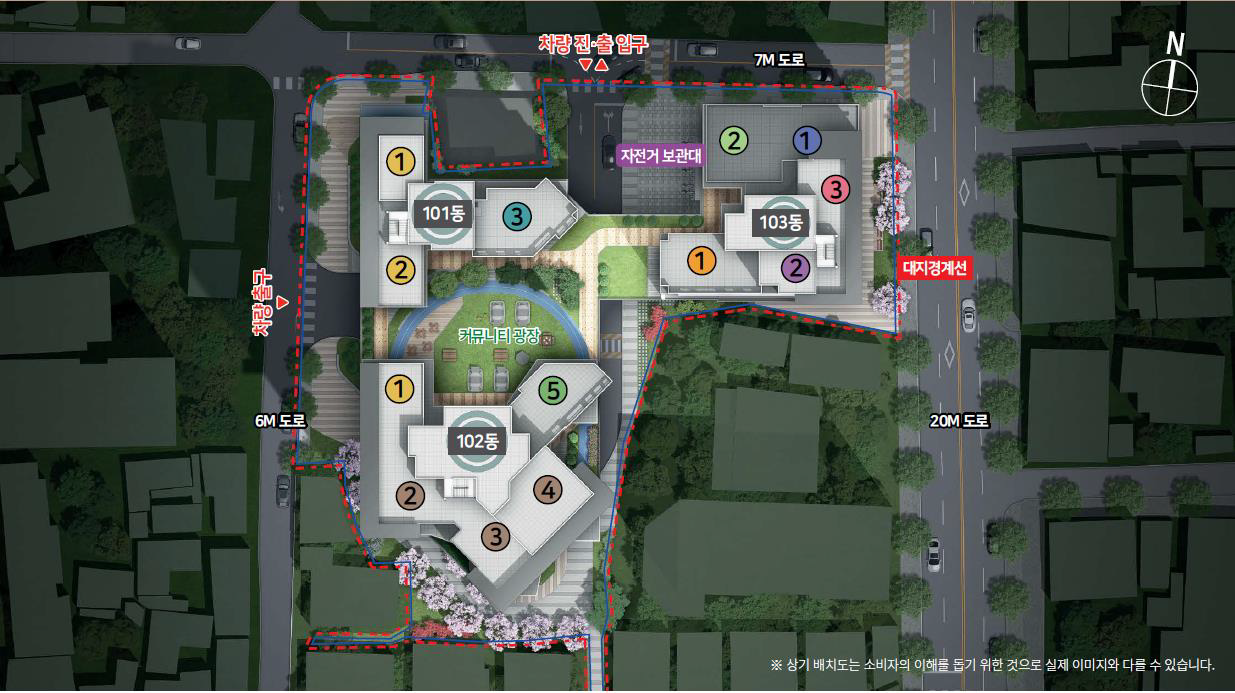 차량 진·출 입구
▼▲
7M 도로
N
자전거 보관대
2
1
3
103동
1
2
1
101동
3
2
대지경계선
차량 출구
▶
커뮤니티 광장
1
5
102동
2
4
3
6M 도로
20M 도로
※ 상기 배치도는 소비자의 이해를 돕기 위한 것으로 실제 이미지와 다를 수 있습니다.